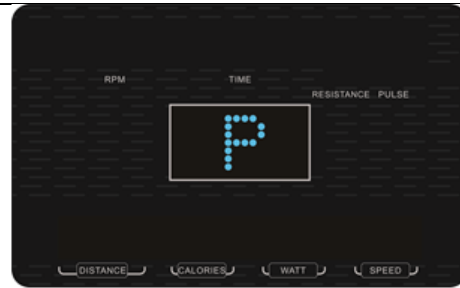 RPM TIME
RESISTANCE PULSE
P
DISTANCE CALORIES WATT SPEED